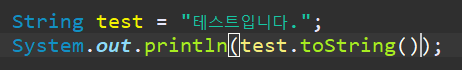 String test = "테스트입니다.";
System.out.println(test.toString());